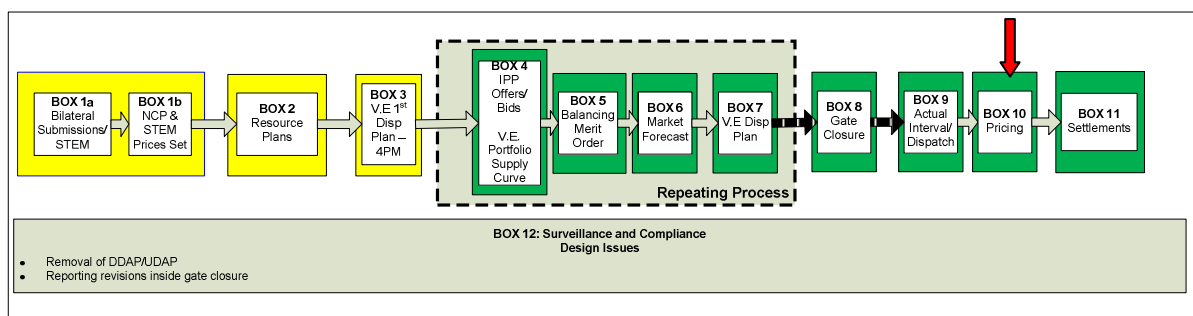 BOX 1a
Bilateral
Submissions/
STEM
BOX 1b
NCP &
STEM
Prices Set
BOX 2
Resource
Plans
BOX 3
V.E 1st
Disp
Plan –
4PM
BOX 4
IPP
Offers/
Bids
V.E.
Portfolio
Supply
Curve
BOX 5
Balancing
Merit
Order
BOX 6
Market
Forecast
BOX 7
V.E Disp
Plan
Repeating Process
BOX 8
Gate
Closure
BOX 9
Actual
Interval/
Dispatch
BOX 10
Pricing
BOX 11
Settlements
BOX 12: Surveillance and Compliance
Design Issues
• Removal of DDAP/UDAP
• Reporting revisions inside gate closure